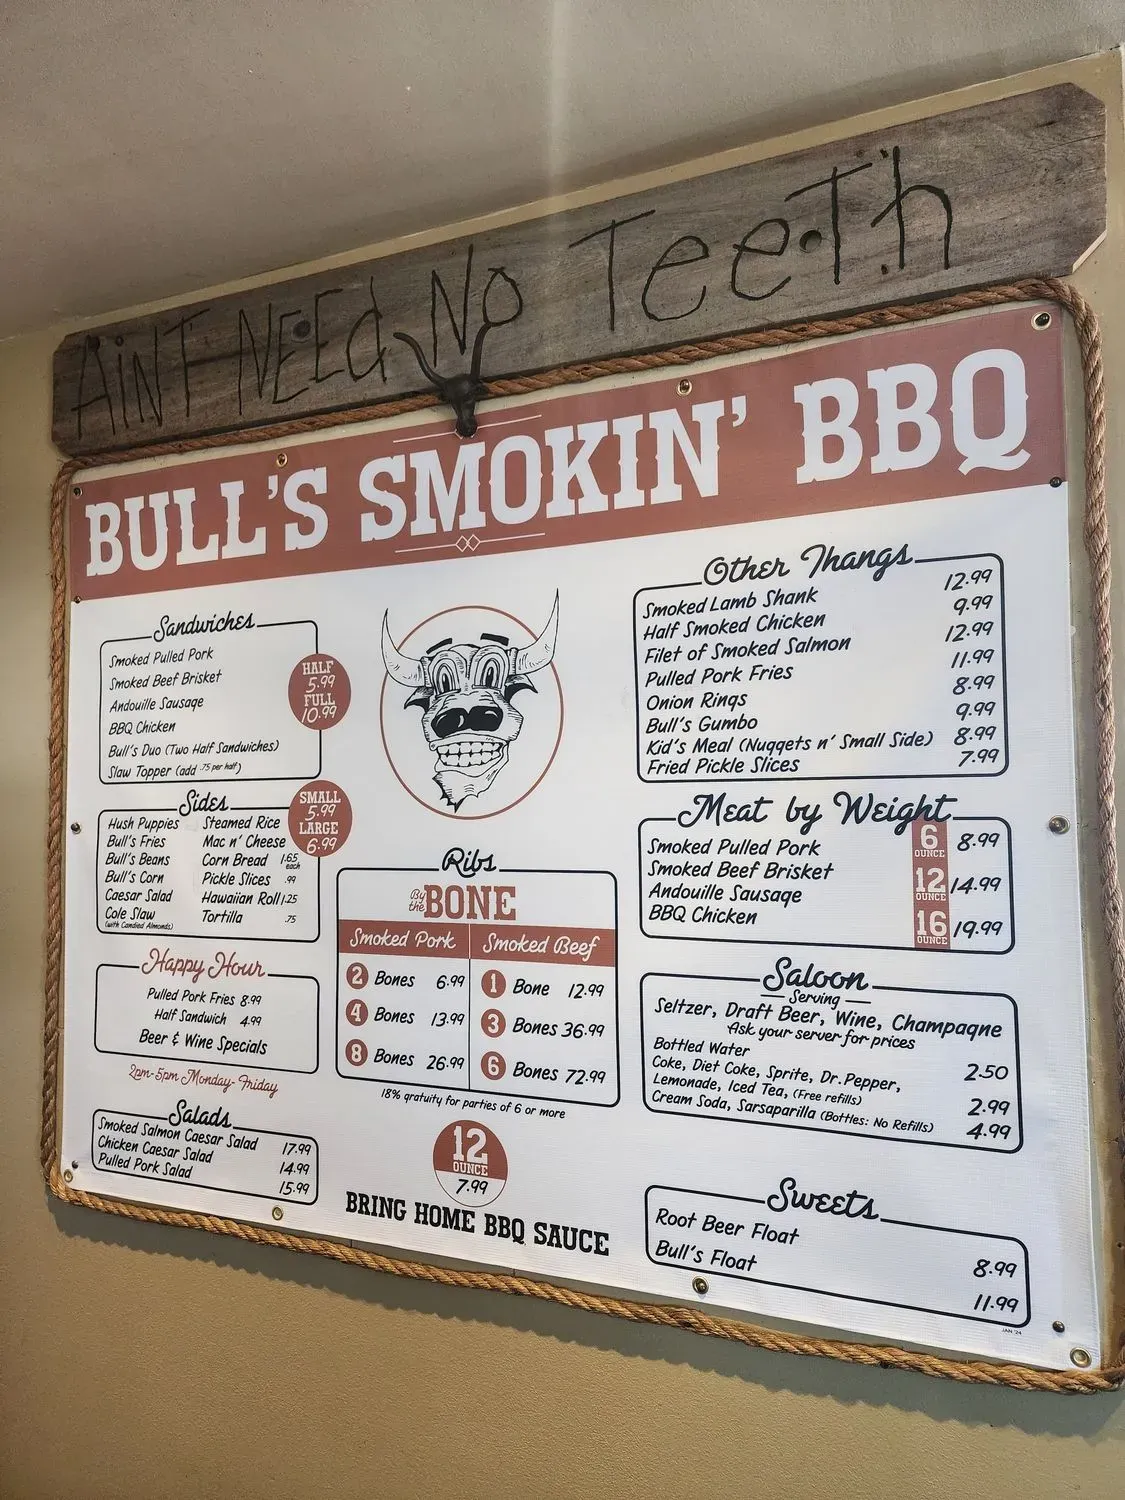 AiNT NEEd No TeeTh
BULL'S SMOKIN' BBQ
Sandwiches
Smoked Pulled Pork
Smoked Beef Brisket
Andouille Sausage
BBQ Chicken
Bull's Duo (Two Half Sandwiches)
Slaw Topper (add .75 per half)
HALF
5.99
FULL
10.99
Sides
SMALL
5.99
LARGE
6.99
Hush Puppies
Bull's Fries
Bull's Beans
Bull's Corn
Caesar Salad
Cole Slaw
(with Candied Almonds)
Steamed Rice
Mac n' Cheese
Corn Bread 1.65 each
Pickle Slices .99
Hawaiian Roll 1.25
Tortilla .75
Happy Hour
Pulled Pork Fries 8.99
Half Sandwich 4.99
Beer & Wine Specials
2pm-5pm Monday-Friday
Salads
Smoked Salmon Caesar Salad 17.99
Chicken Caesar Salad 14.99
Pulled Pork Salad 15.99
Ribs
By the BONE
Smoked Pork
2 Bones 6.99
4 Bones 13.99
8 Bones 26.99
Smoked Beef
1 Bone 12.99
3 Bones 36.99
6 Bones 72.99
18% gratuity for parties of 6 or more
12
OUNCE
7.99
BRING HOME BBQ SAUCE
Other Thangs
Smoked Lamb Shank 12.99
Half Smoked Chicken 9.99
Filet of Smoked Salmon 12.99
Pulled Pork Fries 11.99
Onion Rings 8.99
Bull's Gumbo 9.99
Kid's Meal (Nuggets n' Small Side) 8.99
Fried Pickle Slices 7.99
Meat by Weight
Smoked Pulled Pork
Smoked Beef Brisket
Andouille Sausage
BBQ Chicken
6 OUNCE 8.99
12 OUNCE 14.99
16 OUNCE 19.99
Saloon
Serving
Seltzer, Draft Beer, Wine, Champagne
Ask your server for prices
Bottled Water 2.50
Coke, Diet Coke, Sprite, Dr. Pepper,
Lemonade, Iced Tea, (Free refills) 2.99
Cream Soda, Sarsaparilla (Bottles: No Refills) 4.99
Sweets
Root Beer Float 8.99
Bull's Float 11.99
JAN '24